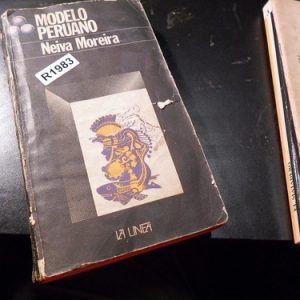 MODELO
PERUANO
Neiva Moreira
R1983
LA LINEA